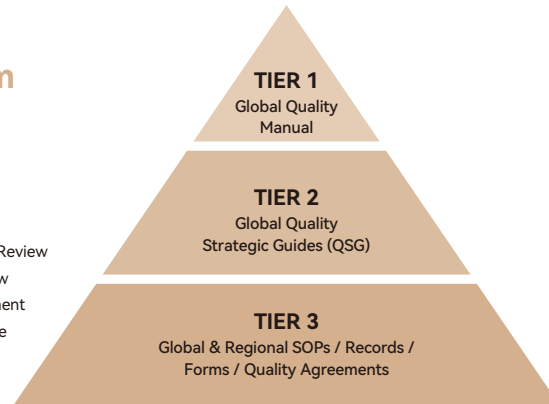 Review
TIER 1
Global Quality
Manual
TIER 2
Global Quality
Strategic Guides (QSG)
TIER 3
Global & Regional SOPs / Records /
Forms / Quality Agreements